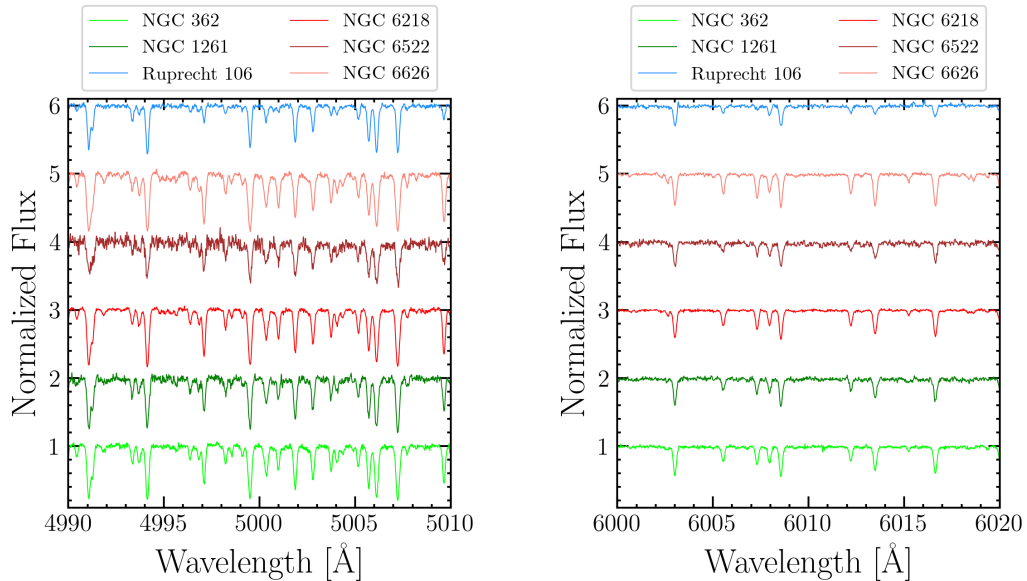 NGC 362 NGC 6218
NGC 1261 NGC 6522
Ruprecht 106 NGC 6626
Normalized Flux
6
5
4
3
2
1
4990 4995 5000 5005 5010
Wavelength [Å]
NGC 362 NGC 6218
NGC 1261 NGC 6522
Ruprecht 106 NGC 6626
Normalized Flux
6
5
4
3
2
1
6000 6005 6010 6015 6020
Wavelength [Å]